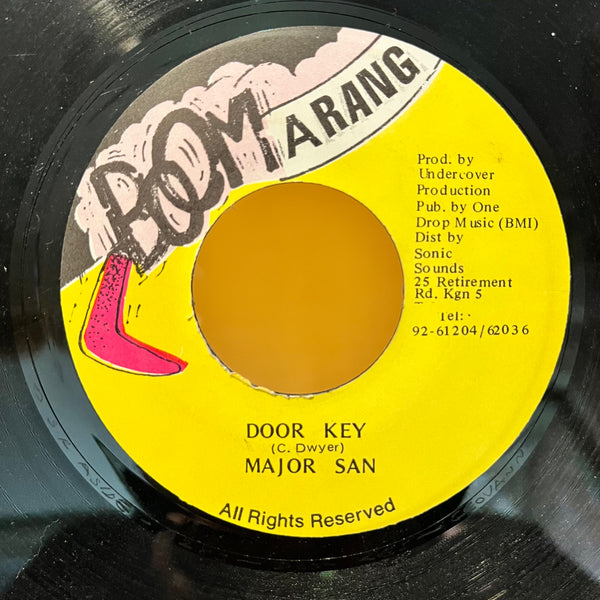 BOOMARANG
Prod. by
Undercover
Production
Pub. by One
Drop Music (BMI)
Dist by
Sonic
Sounds
25 Retirement
Rd. Kgn 5
Tel:
92-61204/62036
DOOR KEY
(C. Dwyer)
MAJOR SAN
All Rights Reserved